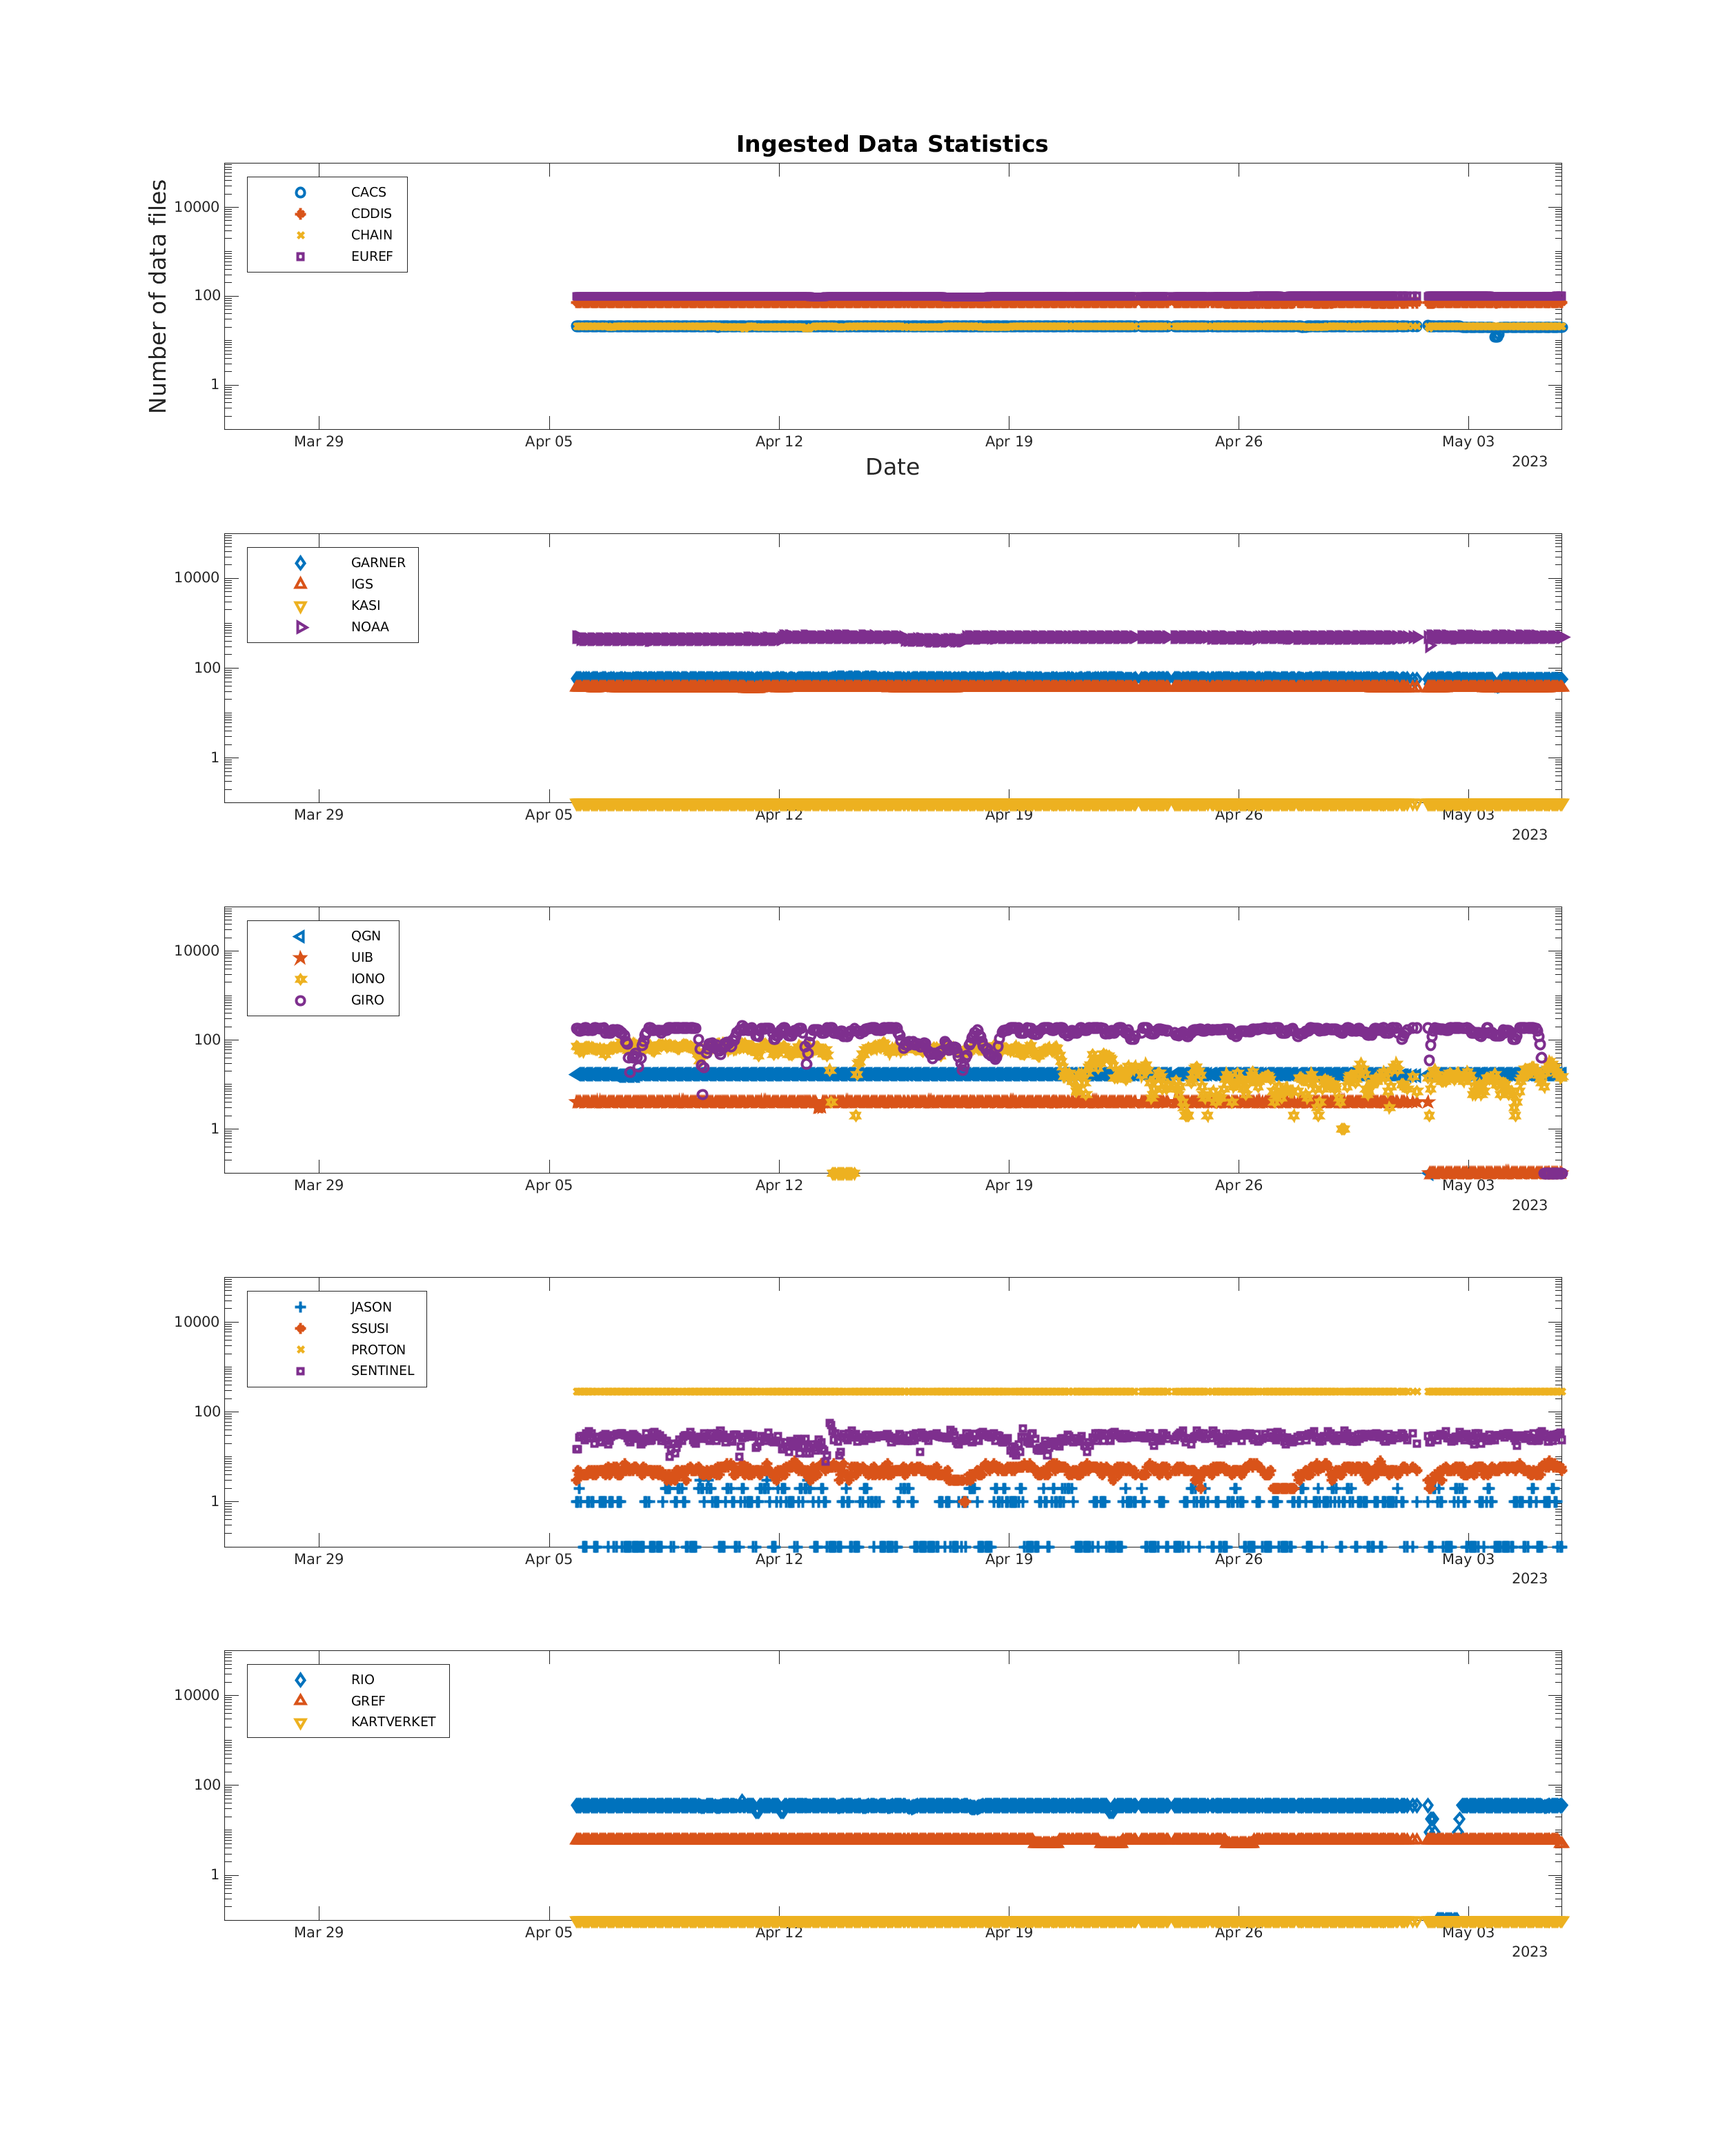 Ingested Data Statistics
Number of data files
CACS
CDDIS
CHAIN
EUREF
10000
100
1
Mar 29 Apr 05 Apr 12 Apr 19 Apr 26 May 03
2023
Date
GARNER
IGS
KASI
NOAA
10000
100
1
Mar 29 Apr 05 Apr 12 Apr 19 Apr 26 May 03
2023
QGN
UIB
IONO
GIRO
10000
100
1
Mar 29 Apr 05 Apr 12 Apr 19 Apr 26 May 03
2023
JASON
SSUSI
PROTON
SENTINEL
10000
100
1
Mar 29 Apr 05 Apr 12 Apr 19 Apr 26 May 03
2023
RIO
GREF
KARTVERKET
10000
100
1
Mar 29 Apr 05 Apr 12 Apr 19 Apr 26 May 03
2023